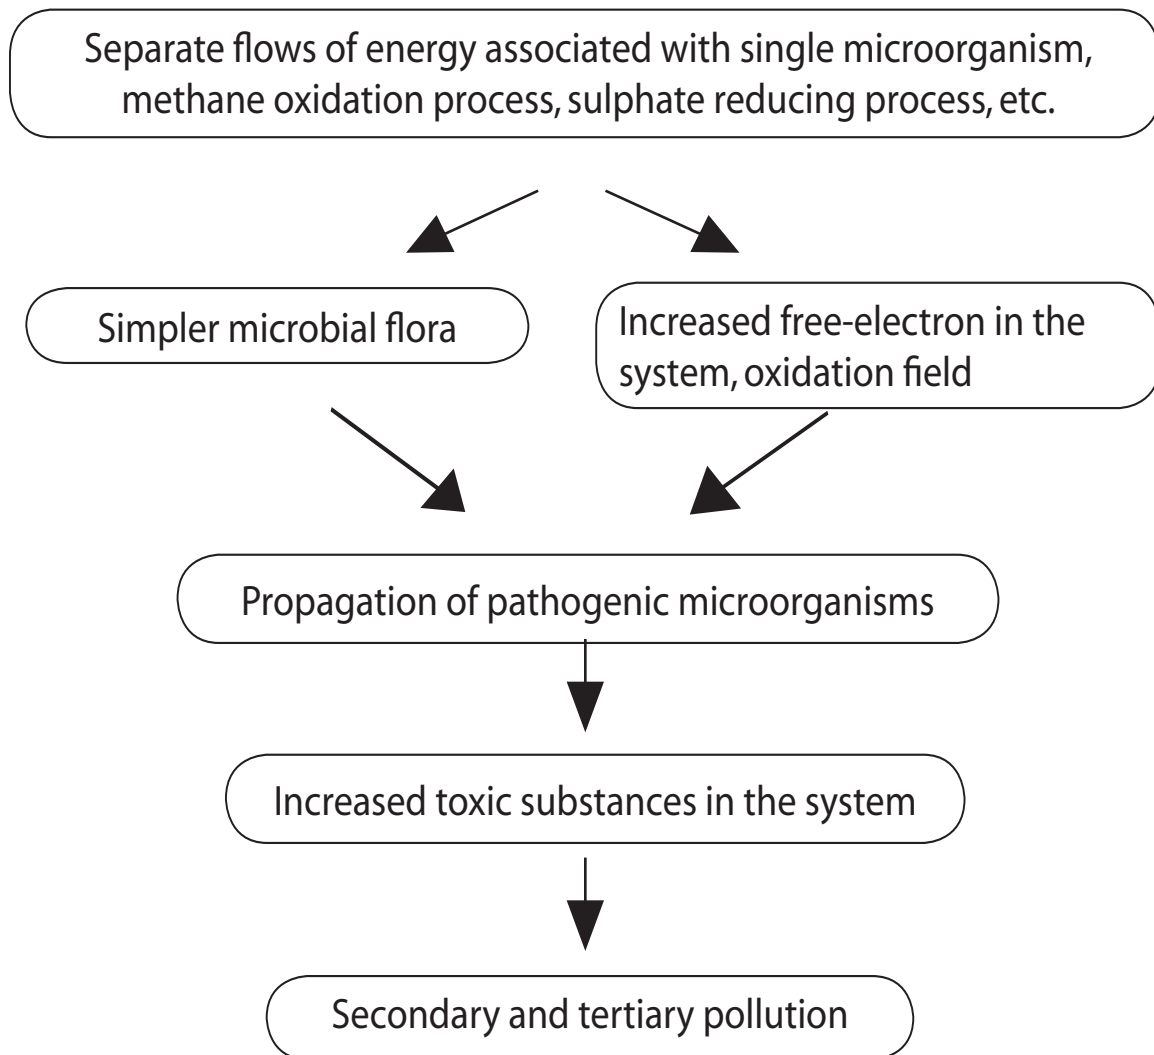 Separate flows of energy associated with single microorganism,
methane oxidation process, sulphate reducing process, etc.
Simpler microbial flora
Increased free-electron in the
system, oxidation field
Propagation of pathogenic microorganisms
Increased toxic substances in the system
Secondary and tertiary pollution